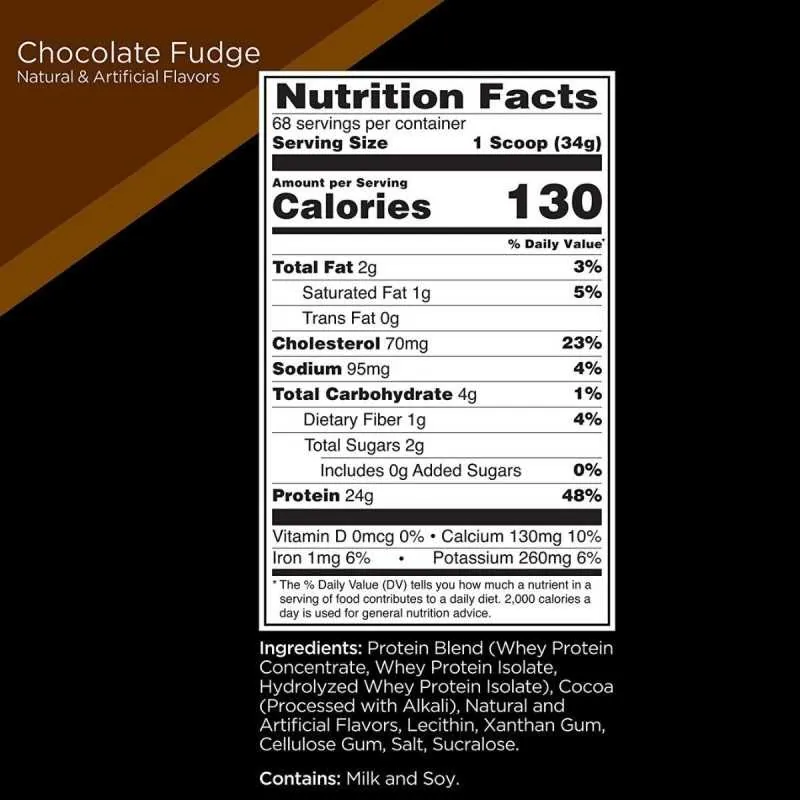 Chocolate Fudge
Natural & Artificial Flavors
Nutrition Facts
68 servings per container
Serving Size 1 Scoop (34g)
Amount per Serving
Calories 130
% Daily Value*
Total Fat 2g 3%
Saturated Fat 1g 5%
Trans Fat 0g
Cholesterol 70mg 23%
Sodium 95mg 4%
Total Carbohydrate 4g 1%
Dietary Fiber 1g 4%
Total Sugars 2g
Includes 0g Added Sugars 0%
Protein 24g 48%
Vitamin D 0mcg 0% • Calcium 130mg 10%
Iron 1mg 6% • Potassium 260mg 6%
* The % Daily Value (DV) tells you how much a nutrient in a
serving of food contributes to a daily diet. 2,000 calories a
day is used for general nutrition advice.
Ingredients: Protein Blend (Whey Protein
Concentrate, Whey Protein Isolate,
Hydrolyzed Whey Protein Isolate), Cocoa
(Processed with Alkali), Natural and
Artificial Flavors, Lecithin, Xanthan Gum,
Cellulose Gum, Salt, Sucralose.
Contains: Milk and Soy.